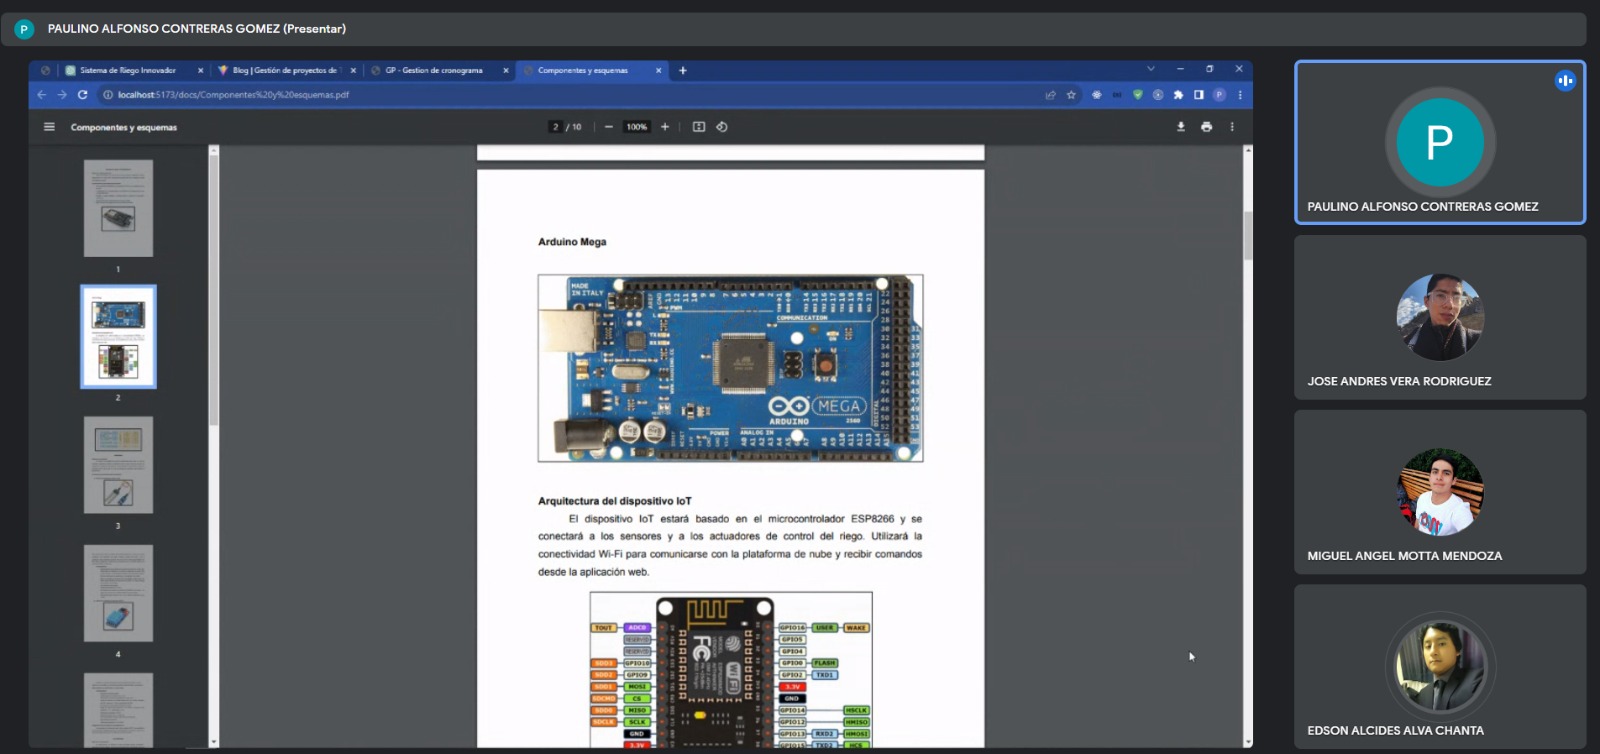 P PAULINO ALFONSO CONTRERAS GOMEZ (Presentar)
Sistema de Riego Innovador
Blog | Gestión de proyectos de
GP - Gestion de cronograma
Componentes y esquemas
localhost:5173/docs/Componentes%20y%20esquemas.pdf
Componentes y esquemas
2 / 10
100%
1
2
3
4
Arduino Mega
MADE
IN ITALY
PWM
COMMUNICATION
ARDUINO
MEGA
2560
POWER
ANALOG IN
DIGITAL
Arquitectura del dispositivo IoT
El dispositivo IoT estará basado en el microcontrolador ESP8266 y se
conectará a los sensores y a los actuadores de control del riego. Utilizará la
conectividad Wi-Fi para comunicarse con la plataforma de nube y recibir comandos
desde la aplicación web.
TOUT ADC0 GPIO16 USER WAKE
RESERVED GPIO5
RESERVED GPIO4
SDD3 GPIO10 GPIO0 FLASH
SDD2 GPIO9 GPIO2 TXD1
SDD1 MOSI 3.3V
SDCMD CS GND
SDD0 MISO GPIO14 HSCLK
SDCLK SCLK GPIO12 HMISO
GND GPIO13 RXD2 HMOSI
3.3V GPIO15 TXD2 HCS
P
PAULINO ALFONSO CONTRERAS GOMEZ
JOSE ANDRES VERA RODRIGUEZ
MIGUEL ANGEL MOTTA MENDOZA
EDSON ALCIDES ALVA CHANTA